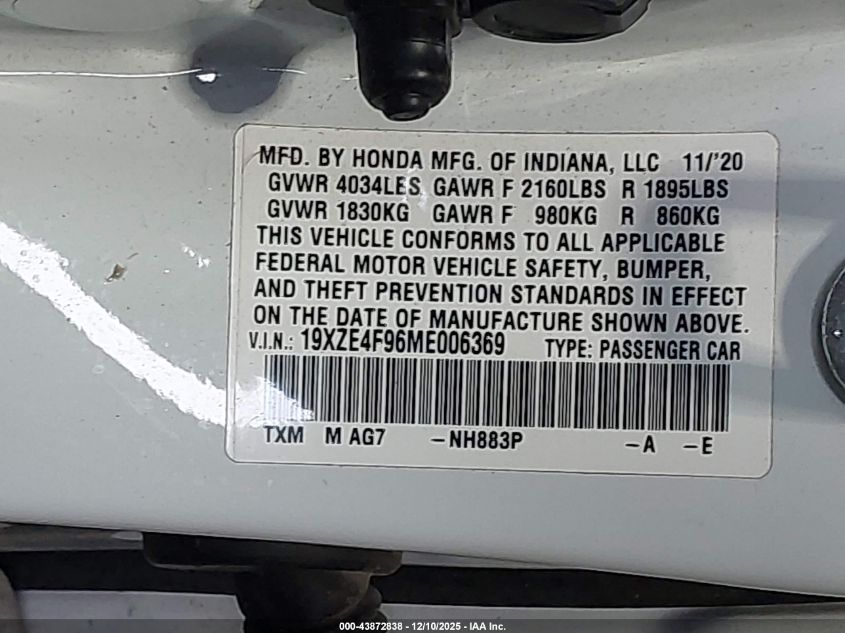 MFD. BY HONDA MFG. OF INDIANA, LLC 11/'20
GVWR 4034LBS GAWR F 2160LBS R 1895LBS
GVWR 1830KG GAWR F 980KG R 860KG
THIS VEHICLE CONFORMS TO ALL APPLICABLE
FEDERAL MOTOR VEHICLE SAFETY, BUMPER,
AND THEFT PREVENTION STANDARDS IN EFFECT
ON THE DATE OF MANUFACTURE SHOWN ABOVE.
V.I.N.: 19XZE4F96ME006369 TYPE: PASSENGER CAR
TXM M AG7 -NH883P -A -E
000-43872838 - 12/10/2025 - IAA Inc.